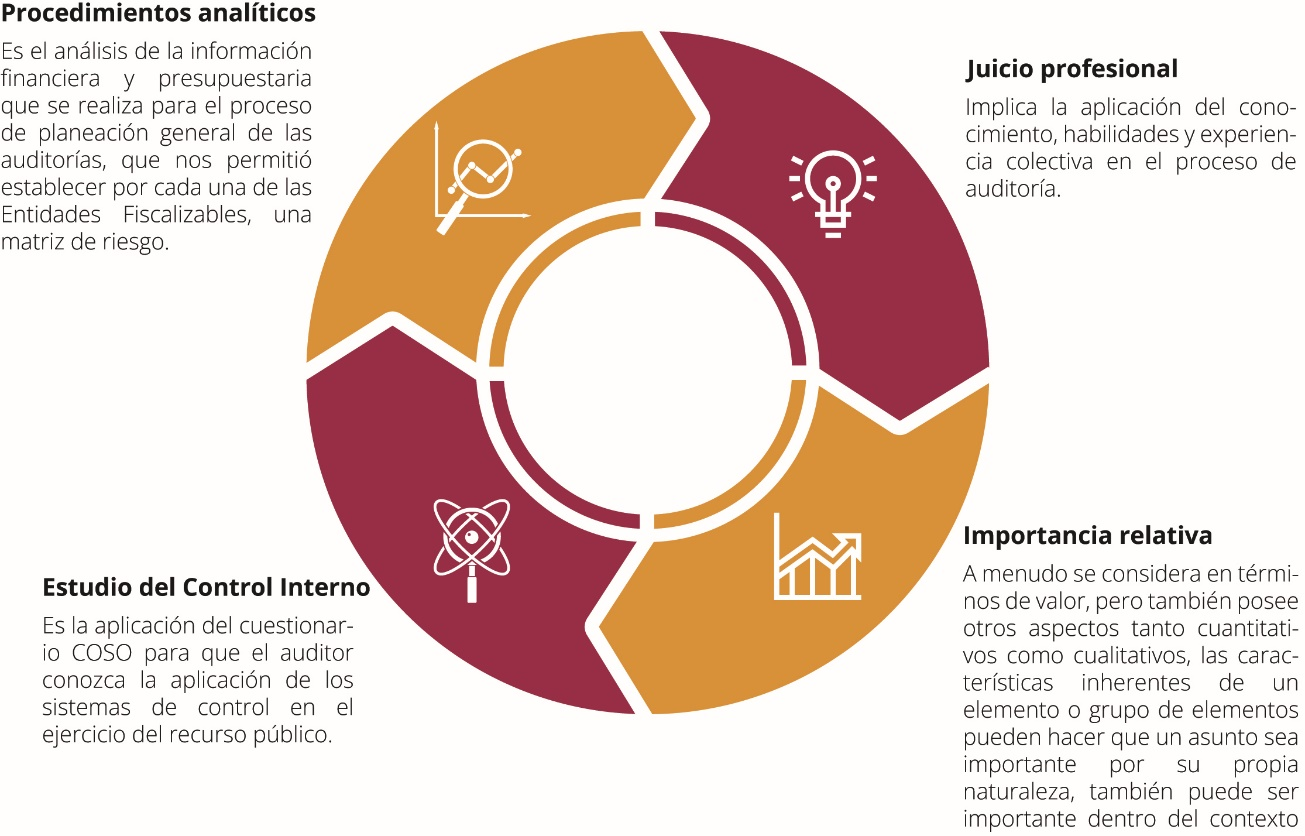 Procedimientos analíticos
Es el análisis de la información
financiera y presupuestaria
que se realiza para el proceso
de planeación general de las
auditorías, que nos permitió
establecer por cada una de las
Entidades Fiscalizables, una
matriz de riesgo.
Juicio profesional
Implica la aplicación del cono-
cimiento, habilidades y experien-
cia colectiva en el proceso de
auditoría.
Estudio del Control Interno
Es la aplicación del cuestionar-
io COSO para que el auditor
conozca la aplicación de los
sistemas de control en el
ejercicio del recurso público.
Importancia relativa
A menudo se considera en térmi-
nos de valor, pero también posee
otros aspectos tanto cuantitati-
vos como cualitativos, las carac-
terísticas inherentes de un
elemento o grupo de elementos
pueden hacer que un asunto sea
importante por su propia
naturaleza, también puede ser
importante dentro del contexto